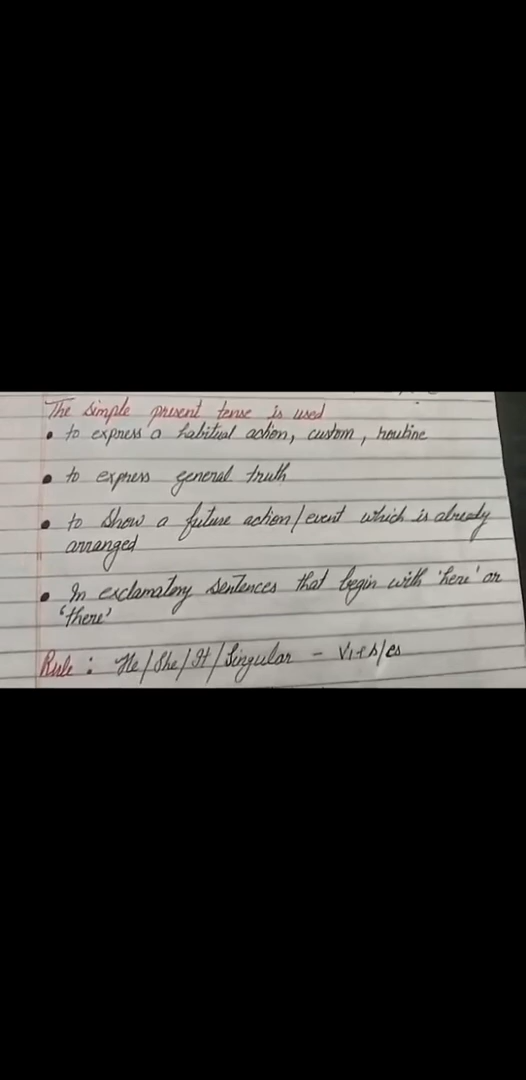 The simple present tense is used
• to express a habitual action, custom, routine
• to express general truth
• to show a future action/event which is already
arranged
• In exclamatory sentences that begin with 'here' or
'there'
Rule : He/She/It/Singular - V1+s/es